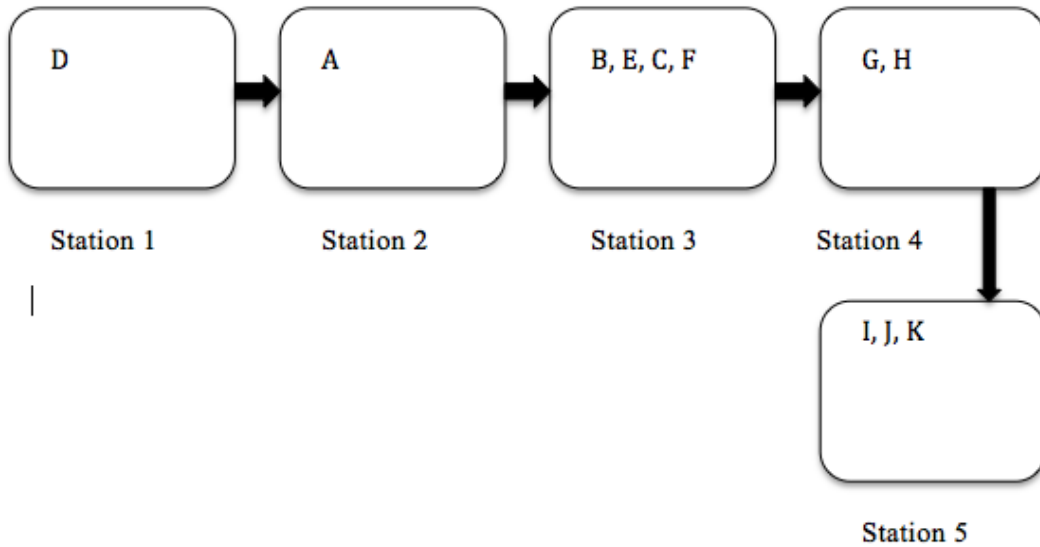 D
A
B, E, C, F
G, H
Station 1
Station 2
Station 3
Station 4
I, J, K
Station 5